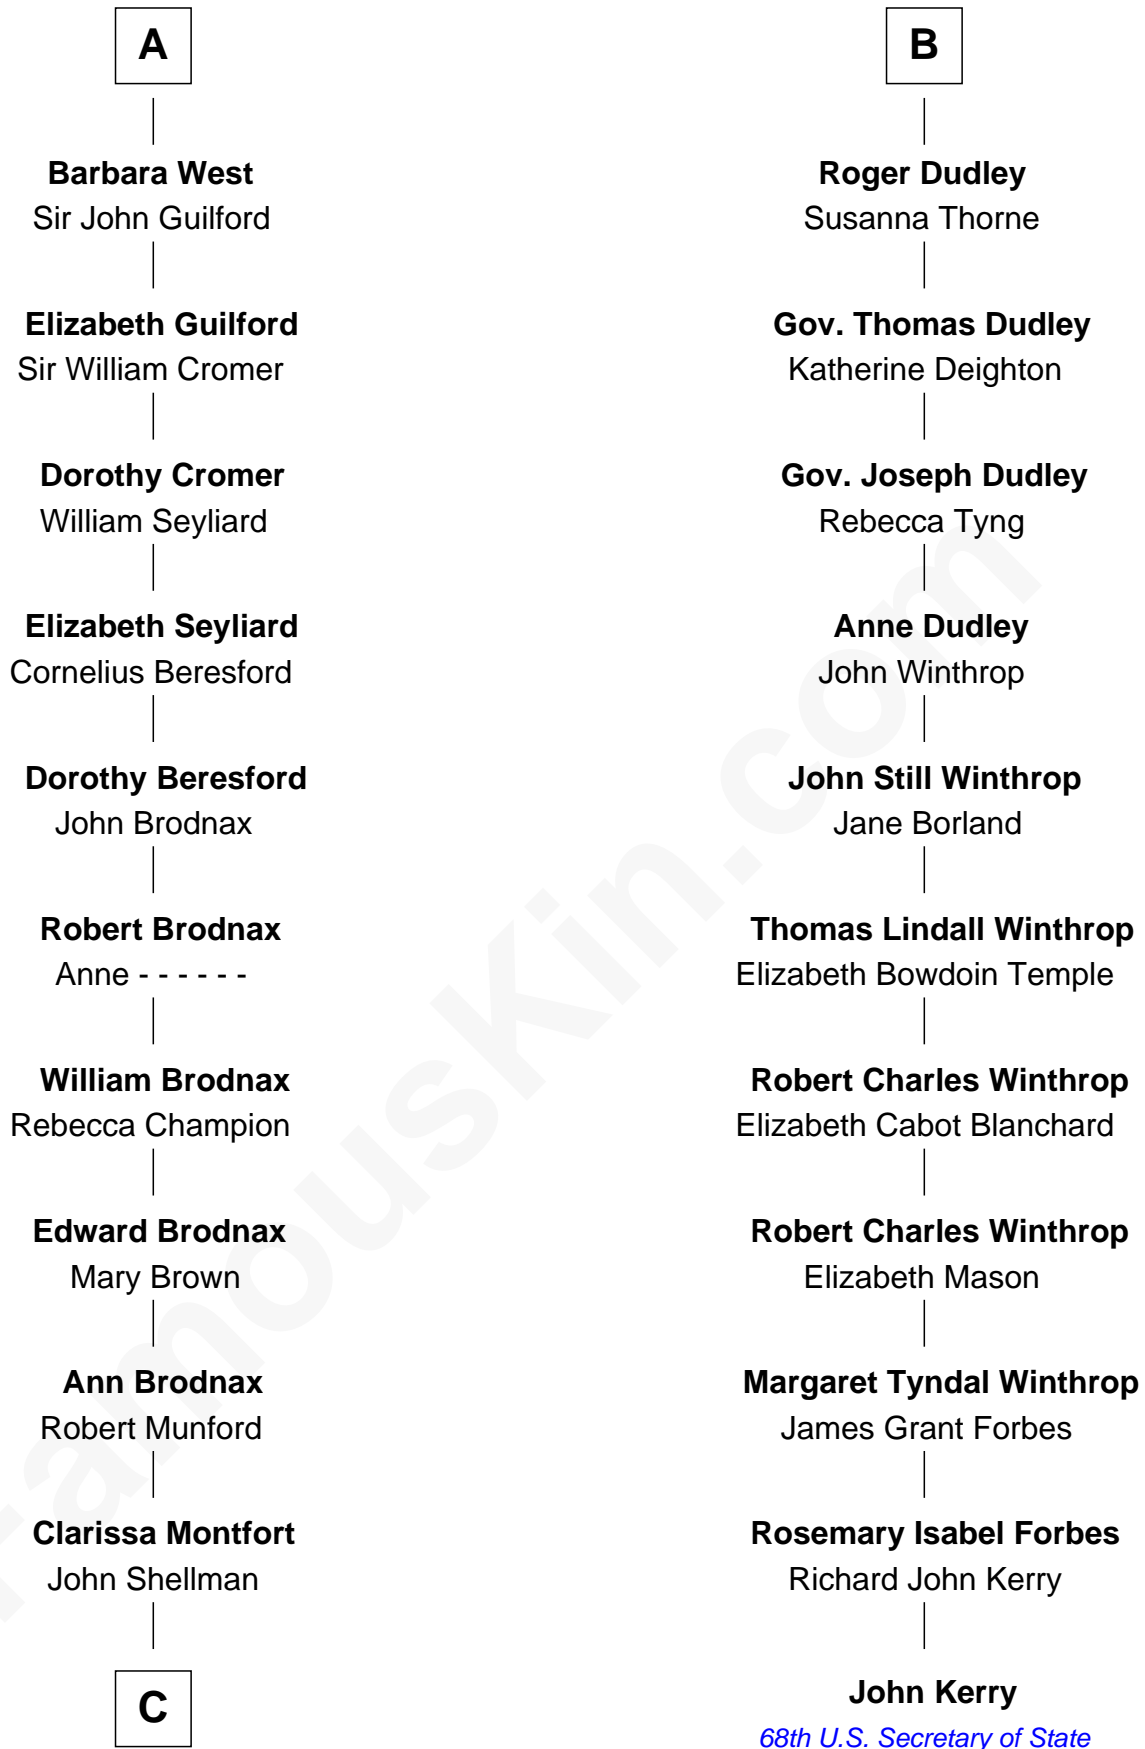 A
Barbara West
Sir John Guilford
Elizabeth Guilford
Sir William Cromer
Dorothy Cromer
William Seyliard
Elizabeth Seyliard
Cornelius Beresford
Dorothy Beresford
John Brodnax
Robert Brodnax
Anne - - - - - -
William Brodnax
Rebecca Champion
Edward Brodnax
Mary Brown
Ann Brodnax
Robert Munford
Clarissa Montfort
John Shellman
C
B
Roger Dudley
Susanna Thorne
Gov. Thomas Dudley
Katherine Deighton
Gov. Joseph Dudley
Rebecca Tyng
Anne Dudley
John Winthrop
John Still Winthrop
Jane Borland
Thomas Lindall Winthrop
Elizabeth Bowdoin Temple
Robert Charles Winthrop
Elizabeth Cabot Blanchard
Robert Charles Winthrop
Elizabeth Mason
Margaret Tyndal Winthrop
James Grant Forbes
Rosemary Isabel Forbes
Richard John Kerry
John Kerry
68th U.S. Secretary of State
FamousKin.com